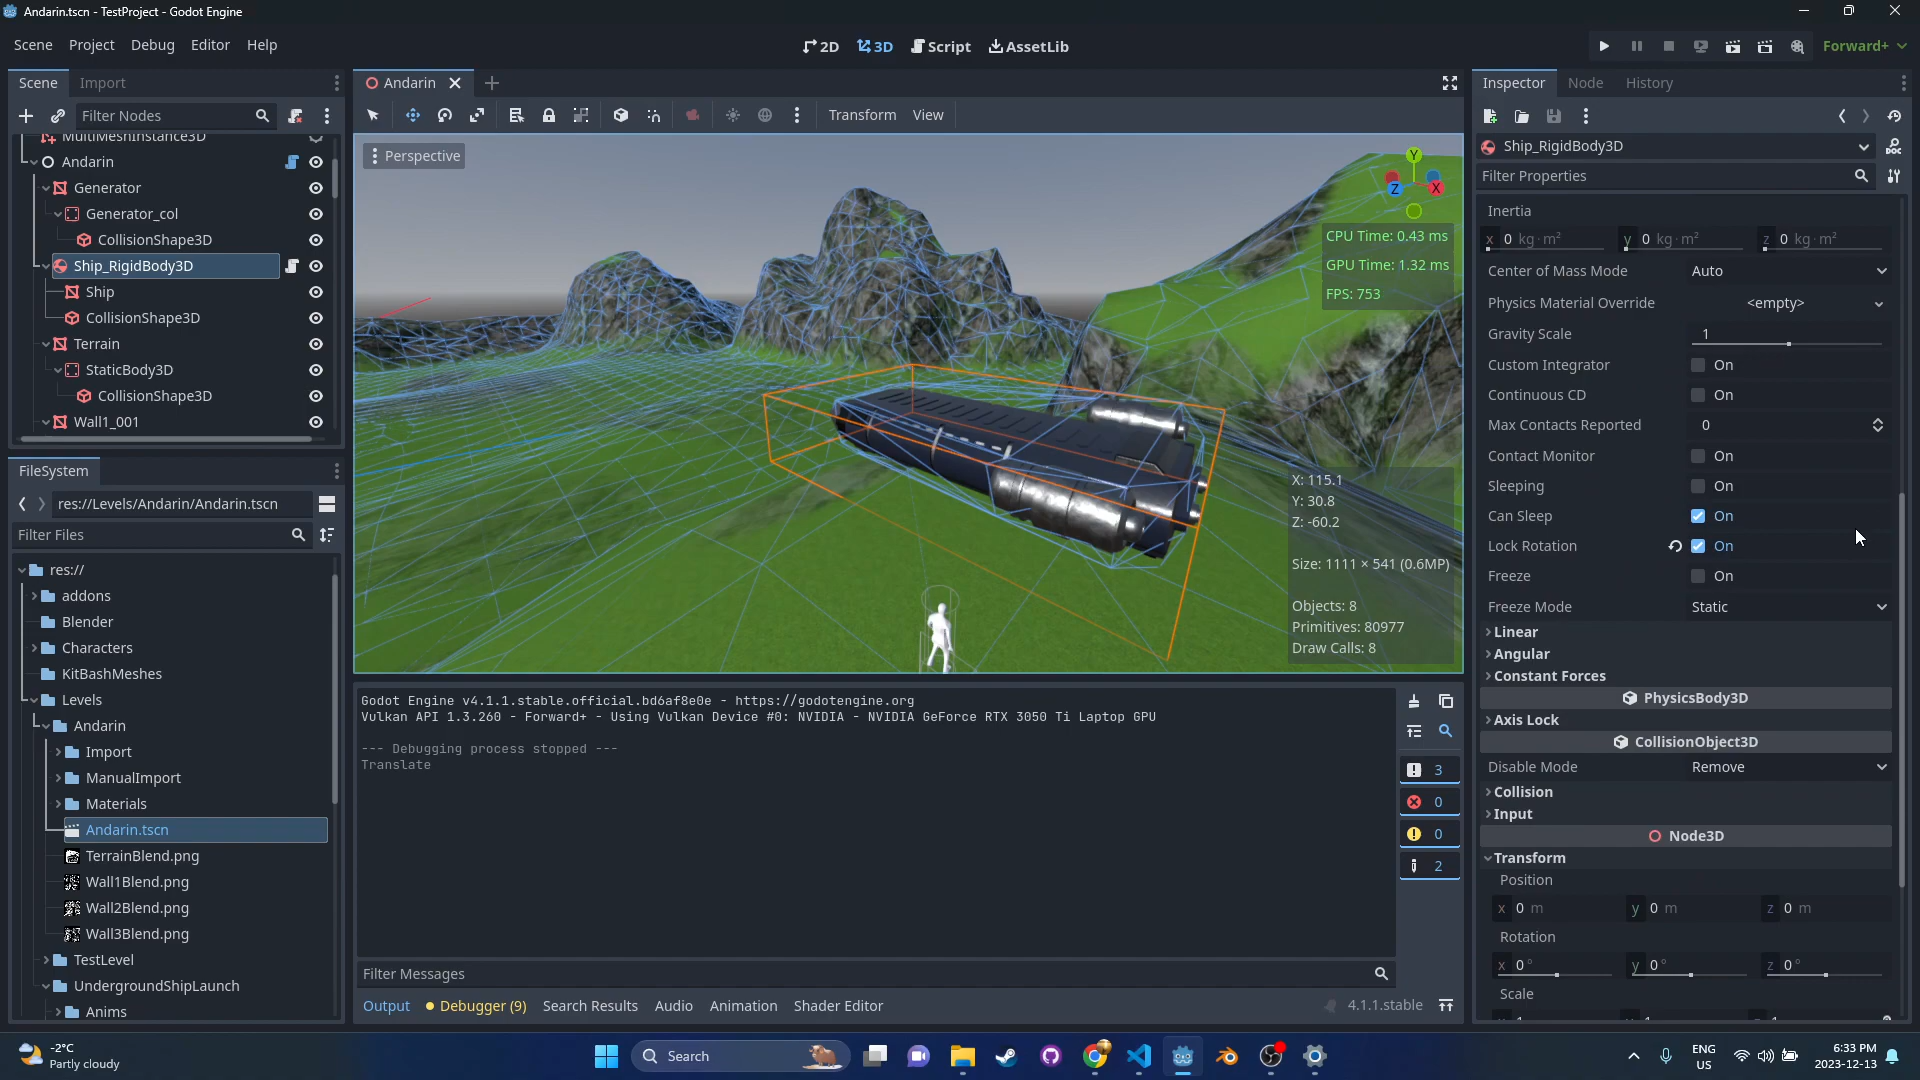 Andarin.tscn - TestProject - Godot Engine
Scene Project Debug Editor Help
2D 3D Script AssetLib
Forward+
Scene Import
Filter Nodes
MultiMeshInstance3D
Andarin
Generator
Generator_col
CollisionShape3D
Ship_RigidBody3D
Ship
CollisionShape3D
Terrain
StaticBody3D
CollisionShape3D
Wall1_001
FileSystem
res://Levels/Andarin/Andarin.tscn
Filter Files
res://
addons
Blender
Characters
KitBashMeshes
Levels
Andarin
Import
ManualImport
Materials
Andarin.tscn
TerrainBlend.png
Wall1Blend.png
Wall2Blend.png
Wall3Blend.png
TestLevel
UndergroundShipLaunch
Anims
Andarin
Transform View
Perspective
Y
Z X
CPU Time: 0.43 ms
GPU Time: 1.32 ms
FPS: 753
X: 115.1
Y: 30.8
Z: -60.2
Size: 1111 × 541 (0.6MP)
Objects: 8
Primitives: 80977
Draw Calls: 8
Godot Engine v4.1.1.stable.official.bd6af8e0e - https://godotengine.org
Vulkan API 1.3.260 - Forward+ - Using Vulkan Device #0: NVIDIA - NVIDIA GeForce RTX 3050 Ti Laptop GPU
--- Debugging process stopped ---
Translate
3
0
0
2
Filter Messages
Output Debugger (9) Search Results Audio Animation Shader Editor 4.1.1.stable
Inspector Node History
Ship_RigidBody3D
DOC
Filter Properties
Inertia
x 0 kg·m² y 0 kg·m² z 0 kg·m²
Center of Mass Mode Auto
Physics Material Override <empty>
Gravity Scale 1
Custom Integrator On
Continuous CD On
Max Contacts Reported 0
Contact Monitor On
Sleeping On
Can Sleep On
Lock Rotation On
Freeze On
Freeze Mode Static
Linear
Angular
Constant Forces
PhysicsBody3D
Axis Lock
CollisionObject3D
Disable Mode Remove
Collision
Input
Node3D
Transform
Position
x 0 m y 0 m z 0 m
Rotation
x 0° y 0° z 0°
Scale
-2°C
Partly cloudy
Search
ENG
US
6:33 PM
2023-12-13